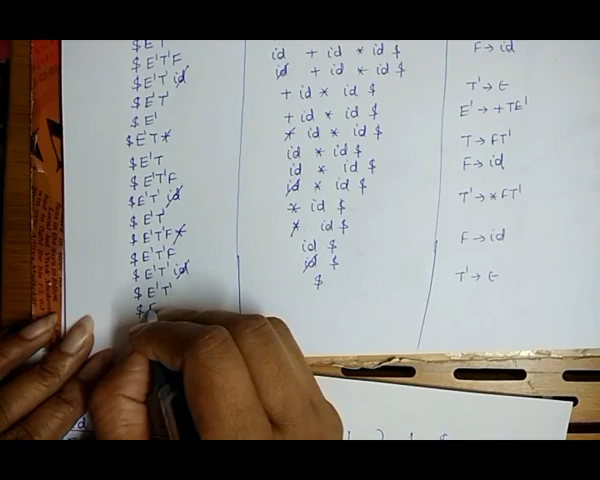 $E'T'
$E'T'F id + id * id $ F→id
$E'T'id id + id * id $
$E'T' + id * id $ T'→ϵ
$E' + id * id $ E'→+TE'
$E'T* * id * id $ T→FT'
$E'T id * id $
$E'T'F id * id $ F→id
$E'T'id id * id $
$E'T' * id $ T'→*FT'
$E'T'F* * id $
$E'T'F id $ F→id
$E'T'id id $
$E'T' $ T'→ϵ
$E